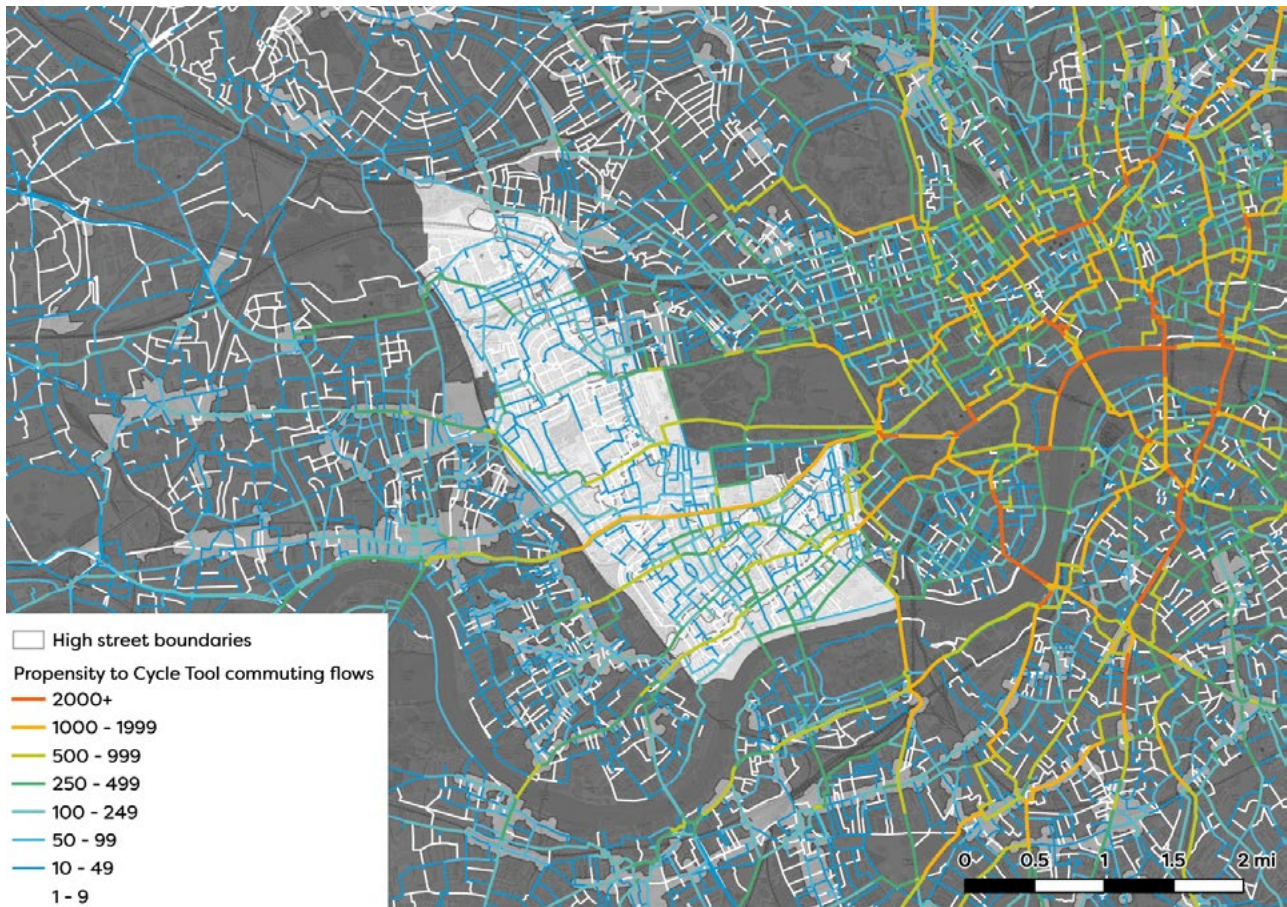 High street boundaries
Propensity to Cycle Tool commuting flows
2000+
1000 - 1999
500 - 999
250 - 499
100 - 249
50 - 99
10 - 49
1 - 9
0 0.5 1 1.5 2 mi